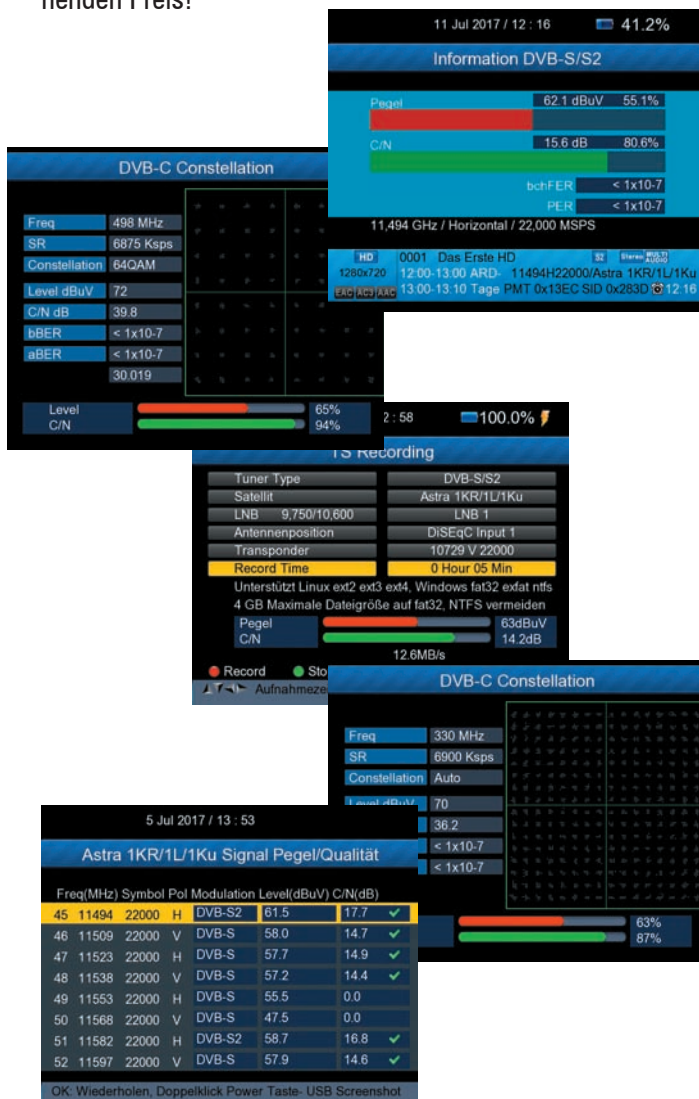 nenden Preis!
11 Jul 2017 / 12 : 16 41.2%
Information DVB-S/S2
Pegel 62.1 dBuV 55.1%
C/N 15.6 dB 80.6%
bchFER < 1x10-7
PER < 1x10-7
11,494 GHz / Horizontal / 22,000 MSPS
HD 0001 Das Erste HD S2 Stereo MULTI AUDIO
1280x720 12:00-13:00 ARD- 11494H22000/Astra 1KR/1L/1Ku
EAC AC3 AAC 13:00-13:10 Tage PMT 0x13EC SID 0x283D 12:16
DVB-C Constellation
Freq 498 MHz
SR 6875 Ksps
Constellation 64QAM
Level dBuV 72
C/N dB 39.8
bBER < 1x10-7
aBER < 1x10-7
30.019
Level 65%
C/N 94%
2 : 58 100.0%
TS Recording
Tuner Type DVB-S/S2
Satellit Astra 1KR/1L/1Ku
LNB 9,750/10,600 LNB 1
Antennenposition DiSEqC Input 1
Transponder 10729 V 22000
Record Time 0 Hour 05 Min
Unterstützt Linux ext2 ext3 ext4, Windows fat32 exfat ntfs
4 GB Maximale Dateigröße auf fat32, NTFS vermeiden
Pegel 63dBuV
C/N 14.2dB
12.6MB/s
Record Sto
Aufnahmeze
DVB-C Constellation
Freq 330 MHz
SR 6900 Ksps
Constellation Auto
Level dBuV 70
36.2
< 1x10-7
< 1x10-7
63%
87%
5 Jul 2017 / 13 : 53
Astra 1KR/1L/1Ku Signal Pegel/Qualität
Freq(MHz) Symbol Pol Modulation Level(dBuV) C/N(dB)
45 11494 22000 H DVB-S2 61.5 17.7
46 11509 22000 V DVB-S 58.0 14.7
47 11523 22000 H DVB-S 57.7 14.9
48 11538 22000 V DVB-S 57.2 14.4
49 11553 22000 H DVB-S 55.5 0.0
50 11568 22000 V DVB-S 47.5 0.0
51 11582 22000 H DVB-S2 58.7 16.8
52 11597 22000 V DVB-S 57.9 14.6
OK: Wiederholen, Doppelklick Power Taste- USB Screenshot